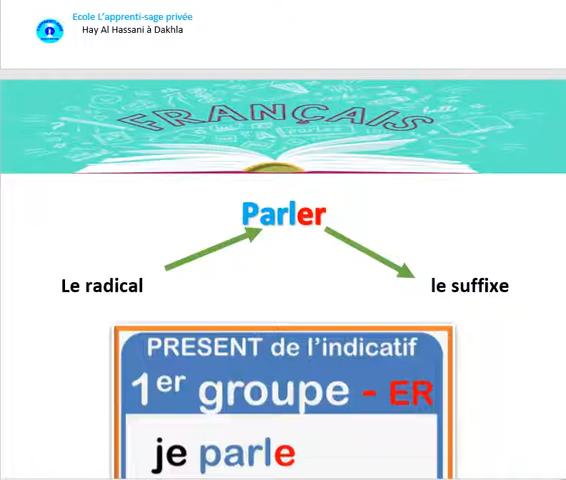 Ecole L'apprenti-sage privée
Hay Al Hassani à Dakhla
FRANÇAIS
Parler
Le radical
le suffixe
PRESENT de l'indicatif
1er groupe - ER
je parle